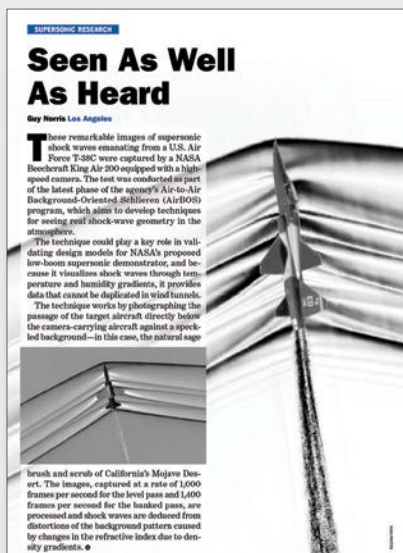 SUPERSONIC RESEARCH
Seen As Well
As Heard
Guy Norris Los Angeles
These remarkable images of supersonic
shock waves emanating from a U.S. Air
Force T-38C were captured by a NASA
Beechcraft King Air 200 equipped with a high-
speed camera. The test was conducted as part
of the latest phase of the agency's Air-to-Air
Background-Oriented Schlieren (AirBOS)
program, which aims to develop techniques
for seeing real shock-wave geometry in the
atmosphere.
The technique could play a key role in vali-
dating design models for NASA's proposed
low-boom supersonic demonstrator, and be-
cause it visualizes shock waves through tem-
perature and humidity gradients, it provides
data that cannot be duplicated in wind tunnels.
The technique works by photographing the
passage of the target aircraft directly below
the camera-carrying aircraft against a speck-
led background—in this case, the natural sage
brush and scrub of California's Mojave Des-
ert. The images, captured at a rate of 1,000
frames per second for the level pass and 1,400
frames per second for the banked pass, are
processed and shock waves are deduced from
distortions of the background pattern caused
by changes in the refractive index due to den-
sity gradients.